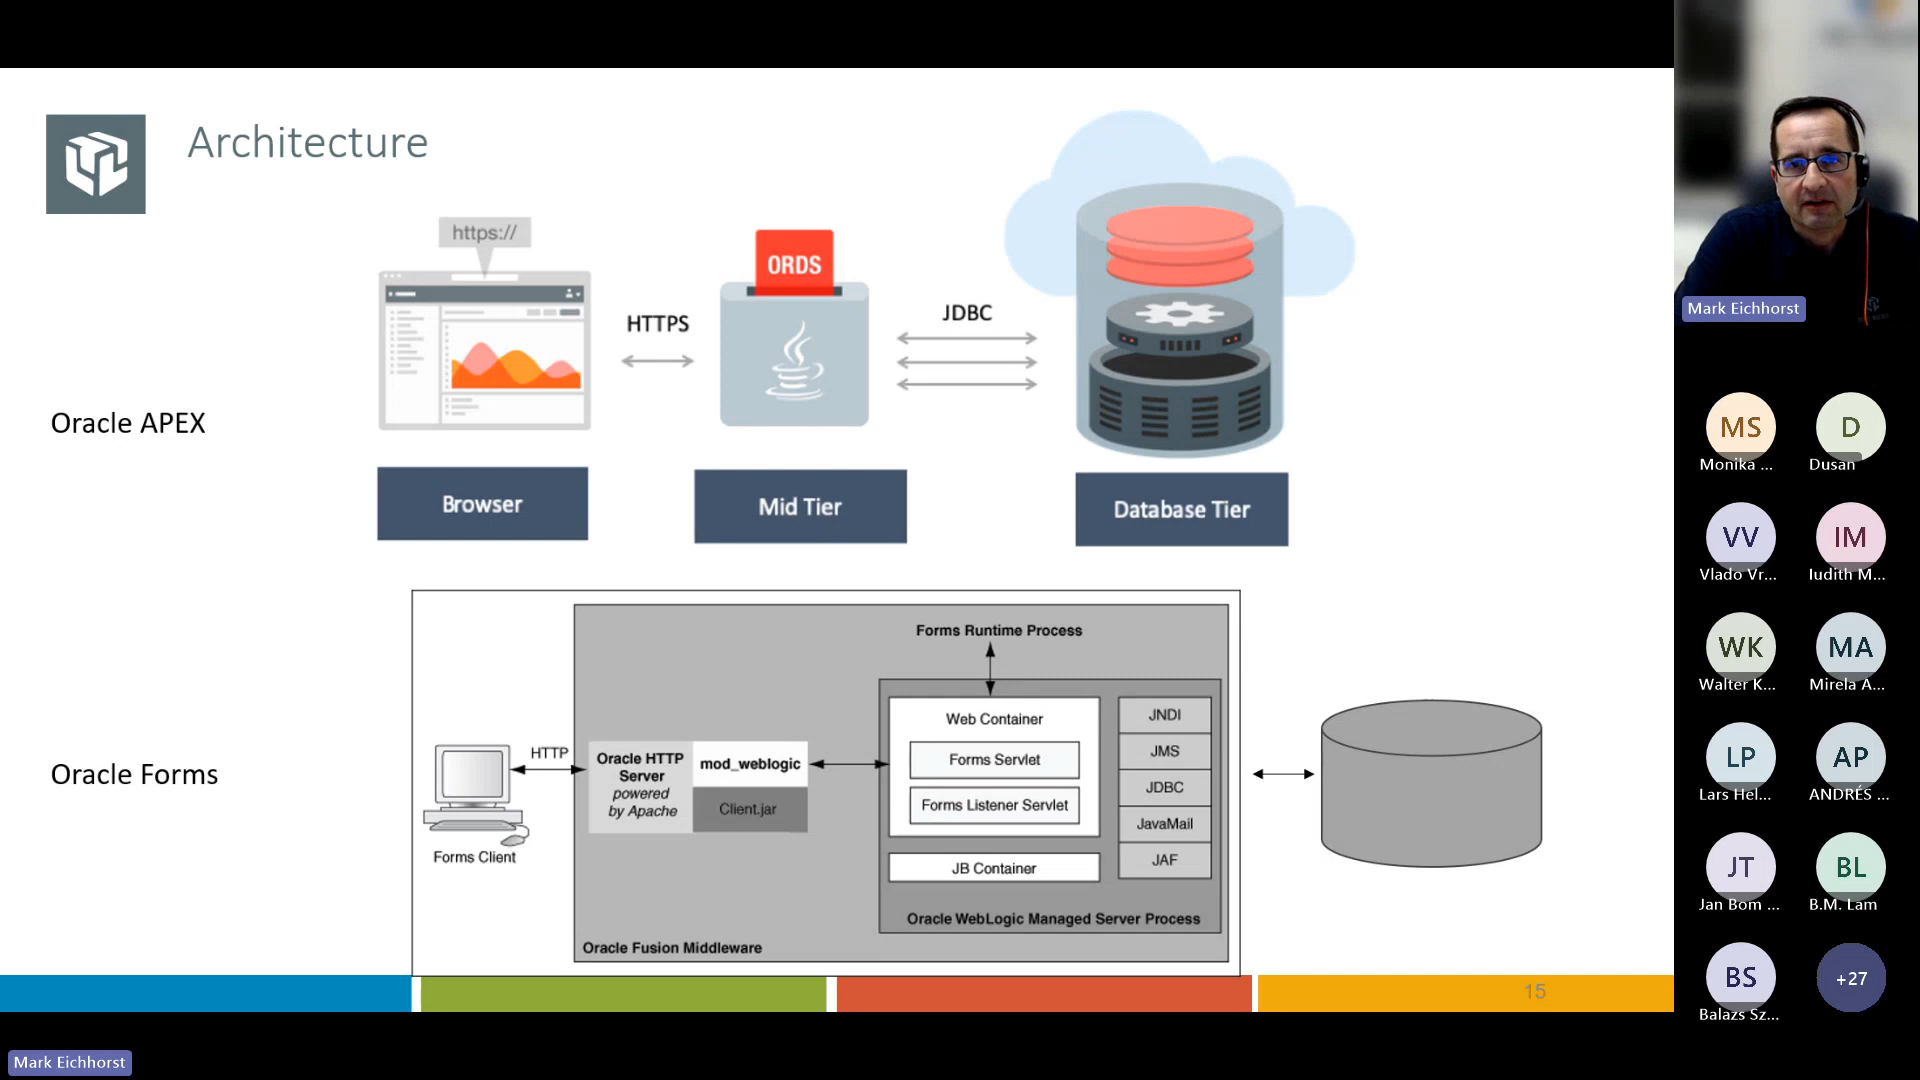 Architecture
https://
ORDS
HTTPS
JDBC
Oracle APEX
Browser
Mid Tier
Database Tier
Forms Runtime Process
Web Container
Forms Servlet
Forms Listener Servlet
JB Container
JNDI
JMS
JDBC
JavaMail
JAF
HTTP
Oracle HTTP
Server
powered
by Apache
mod_weblogic
Client.jar
Oracle Forms
Forms Client
Oracle WebLogic Managed Server Process
Oracle Fusion Middleware
15
Mark Eichhorst
Mark Eichhorst
MS
Monika ...
D
Dusan
VV
Vlado Vr...
IM
Iudith M...
WK
Walter K...
MA
Mirela A...
LP
Lars Hel...
AP
ANDRÉS ...
JT
Jan Bom ...
BL
B.M. Lam
BS
Balazs Sz...
+27